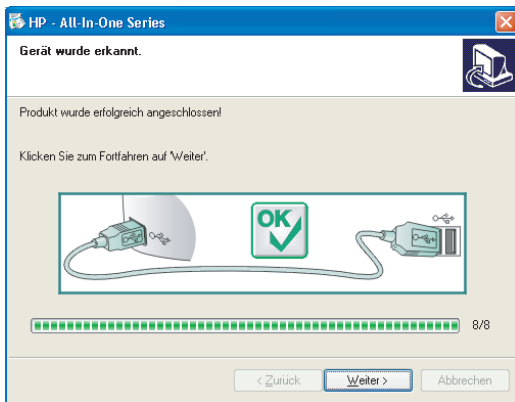 HP - All-In-One Series
Gerät wurde erkannt.
Produkt wurde erfolgreich angeschlossen!
Klicken Sie zum Fortfahren auf 'Weiter'.
OK
8/8
< Zurück
Weiter >
Abbrechen